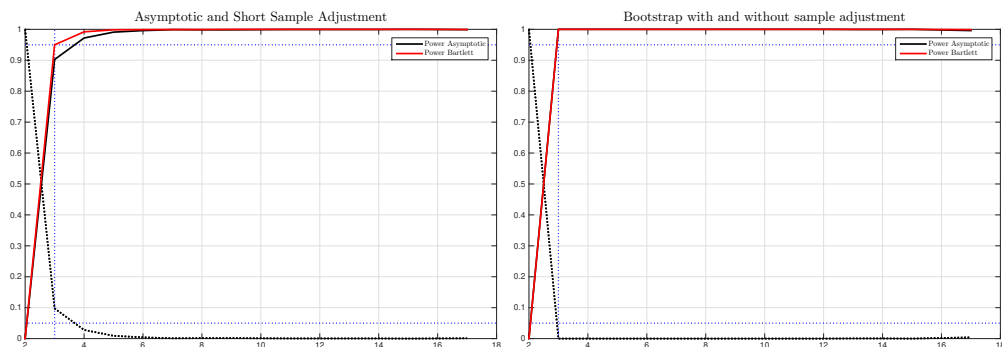 Asymptotic and Short Sample Adjustment
1
0.9
0.8
0.7
0.6
0.5
0.4
0.3
0.2
0.1
0
2 4 6 8 10 12 14 16 18
Power Asymptotic
Power Bartlett
Bootstrap with and without sample adjustment
1
0.9
0.8
0.7
0.6
0.5
0.4
0.3
0.2
0.1
0
2 4 6 8 10 12 14 16 18
Power Asymptotic
Power Bartlett